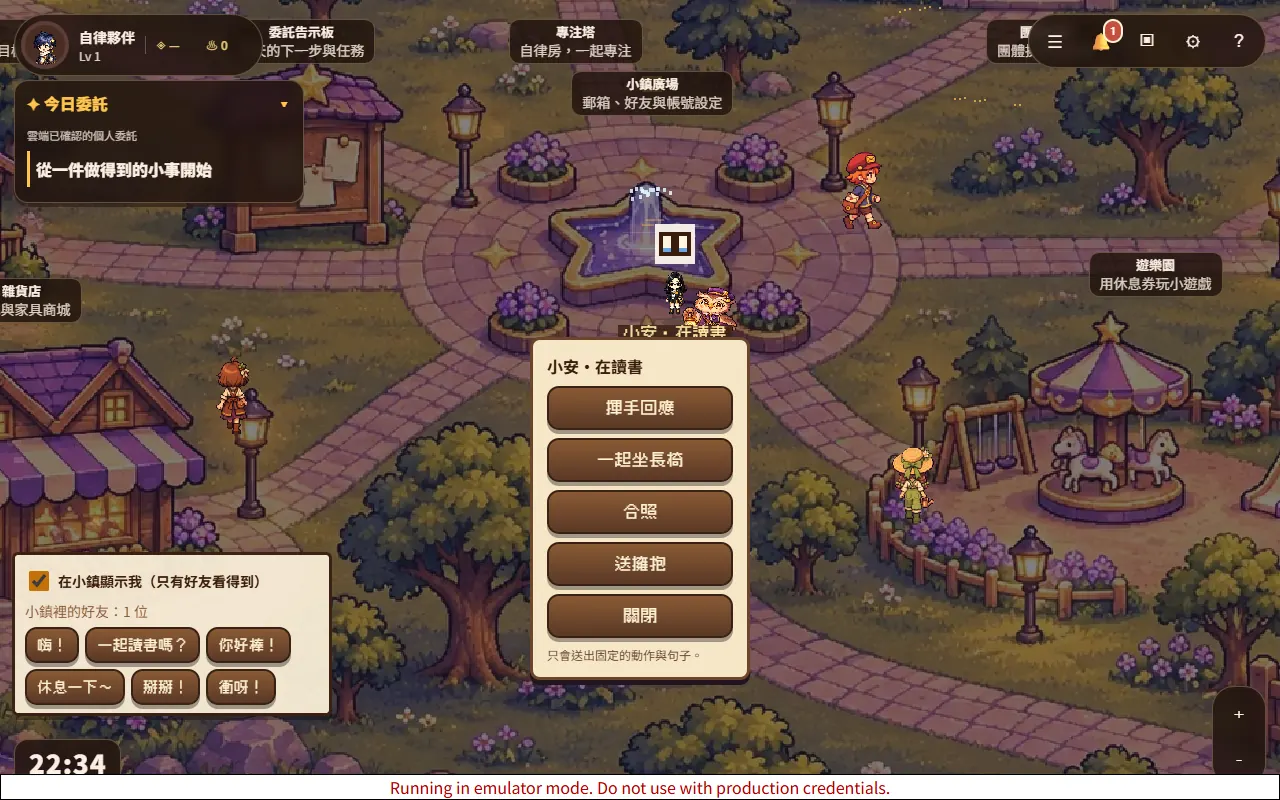 自律夥伴
Lv 1
0
委託告示板
的下一步與任務
專注塔
自律房，一起專注
小鎮廣場
郵箱、好友與帳號設定
團體
1
?
今日委託
雲端已確認的個人委託
從一件做得到的小事開始
雜貨店
與家具商城
遊樂園
用休息券玩小遊戲
小安・在讀書
小安・在讀書
揮手回應
一起坐長椅
合照
送擁抱
關閉
只會送出固定的動作與句子。
在小鎮顯示我（只有好友看得到）
小鎮裡的好友：1 位
嗨！
一起讀書嗎？
你好棒！
休息一下～
掰掰！
衝呀！
22:34
+
-
Running in emulator mode. Do not use with production credentials.